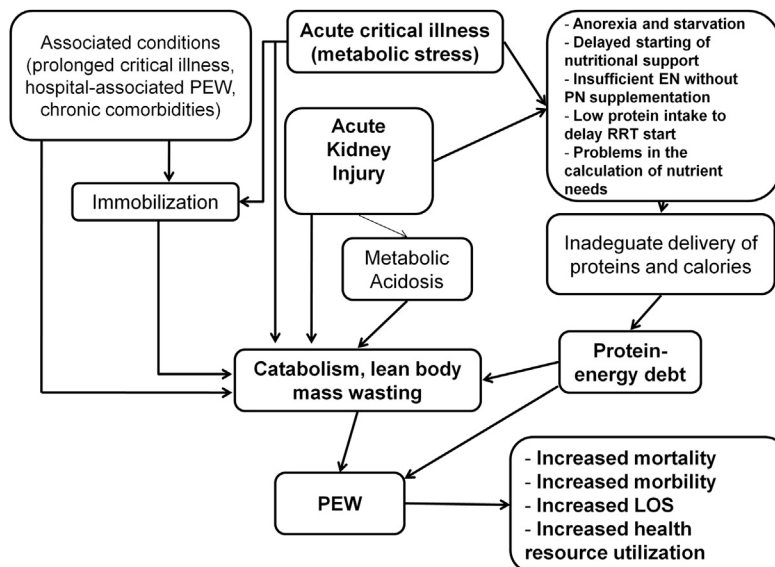 Associated conditions
(prolonged critical illness,
hospital-associated PEW,
chronic comorbidities)
Acute critical illness
(metabolic stress)
- Anorexia and starvation
- Delayed starting of
nutritional support
- Insufficient EN without
PN supplementation
- Low protein intake to
delay RRT start
- Problems in the
calculation of nutrient
needs
Acute
Kidney
Injury
Immobilization
Metabolic
Acidosis
Inadequate delivery of
proteins and calories
Catabolism, lean body
mass wasting
Protein-
energy debt
PEW
- Increased mortality
- Increased morbility
- Increased LOS
- Increased health
resource utilization